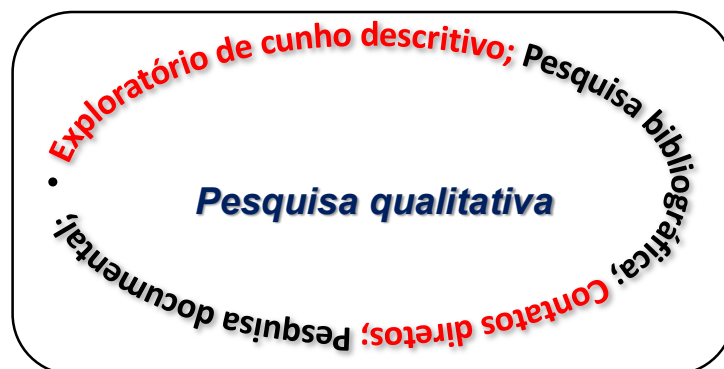 • Exploratório de cunho descritivo; Pesquisa bibliográfica; Contatos diretos; Pesquisa documental;
Pesquisa qualitativa